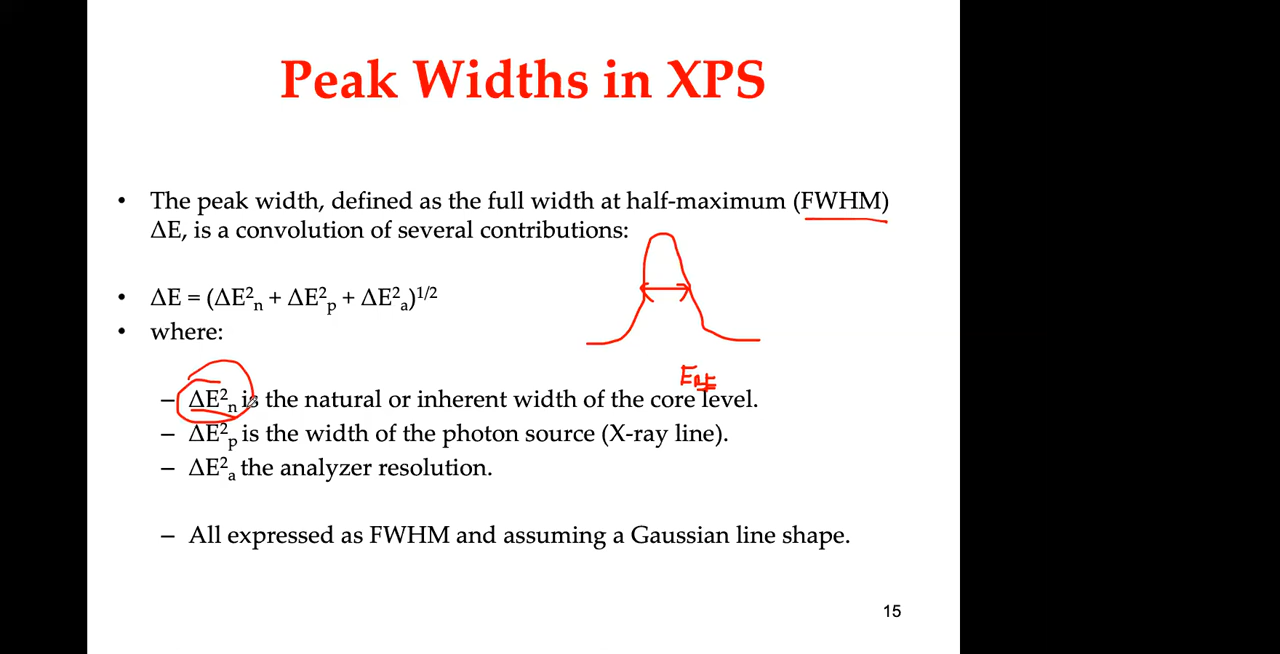 Peak Widths in XPS
• The peak width, defined as the full width at half-maximum (FWHM)
ΔE, is a convolution of several contributions:
• ΔE = (ΔE²ₙ + ΔE²ₚ + ΔE²ₐ)¹/²
• where:
– ΔE²ₙ is the natural or inherent width of the core level.
– ΔE²ₚ is the width of the photon source (X-ray line).
– ΔE²ₐ the analyzer resolution.
– All expressed as FWHM and assuming a Gaussian line shape.
15